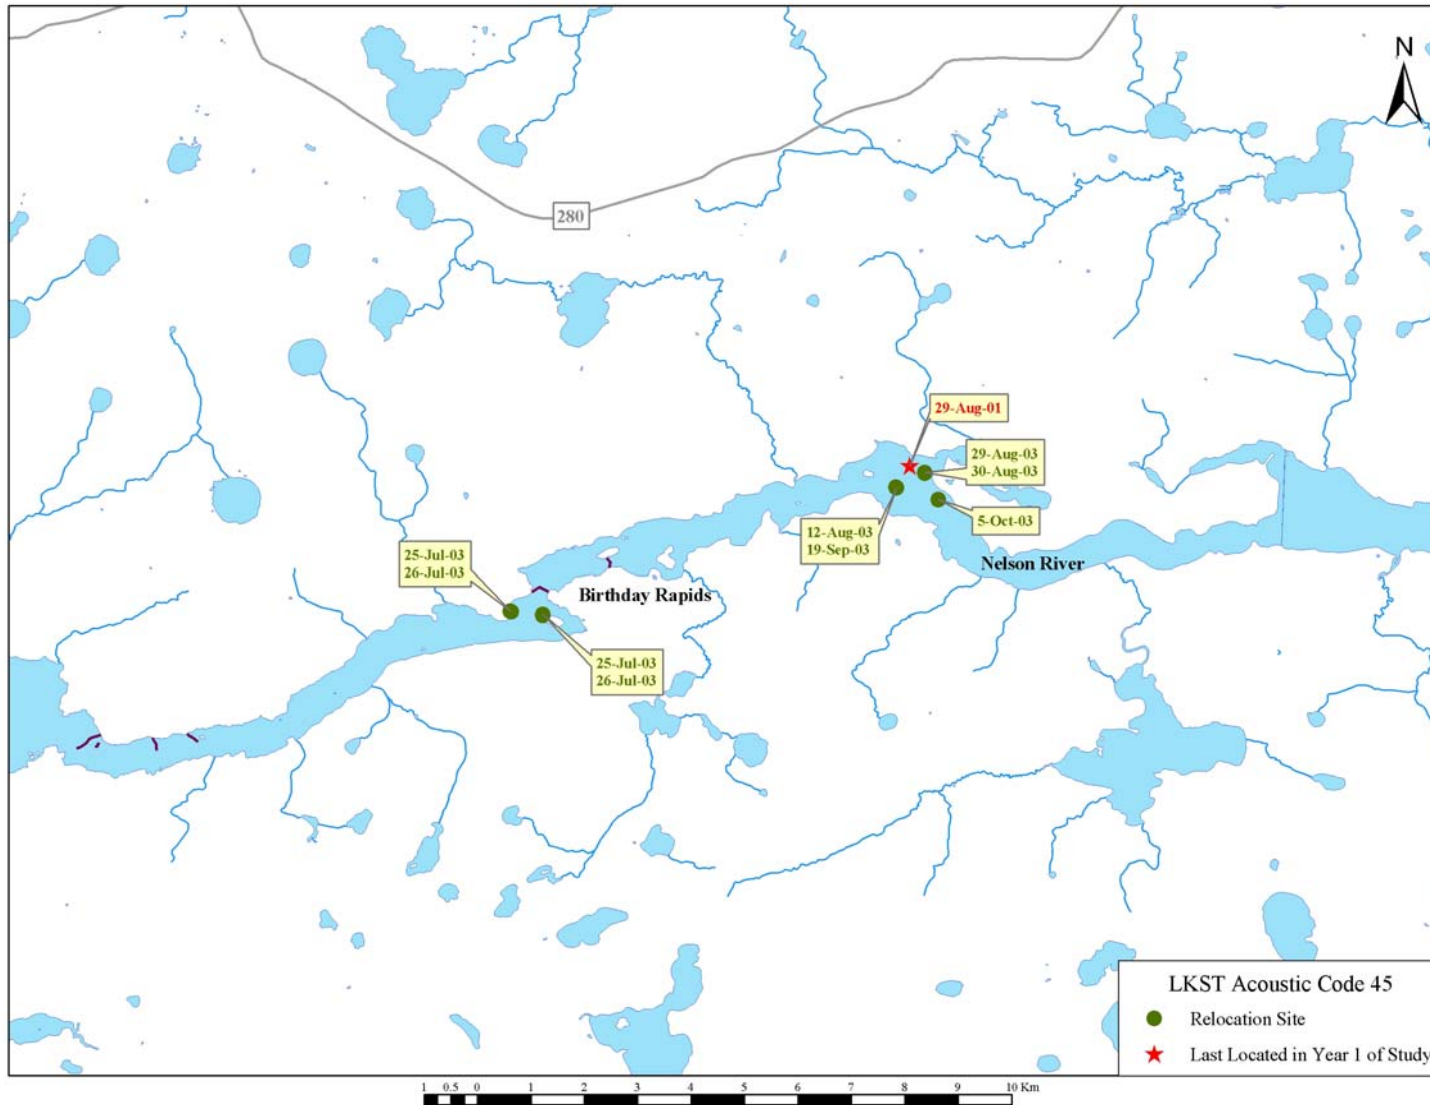 N
280
29-Aug-01
29-Aug-03
30-Aug-03
12-Aug-03
19-Sep-03
5-Oct-03
Nelson River
25-Jul-03
26-Jul-03
Birthday Rapids
25-Jul-03
26-Jul-03
LKST Acoustic Code 45
Relocation Site
Last Located in Year 1 of Study
1 0.5 0 1 2 3 4 5 6 7 8 9 10 Km